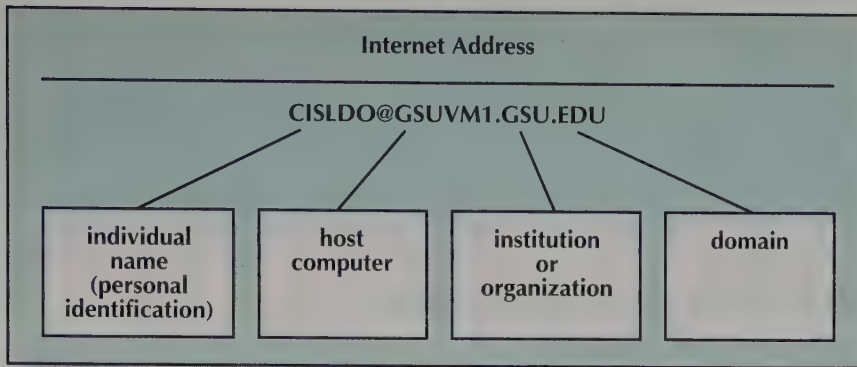 Internet Address
CISLDO@GSUVM1.GSU.EDU
individual
name
(personal
identification)
host
computer
institution
or
organization
domain